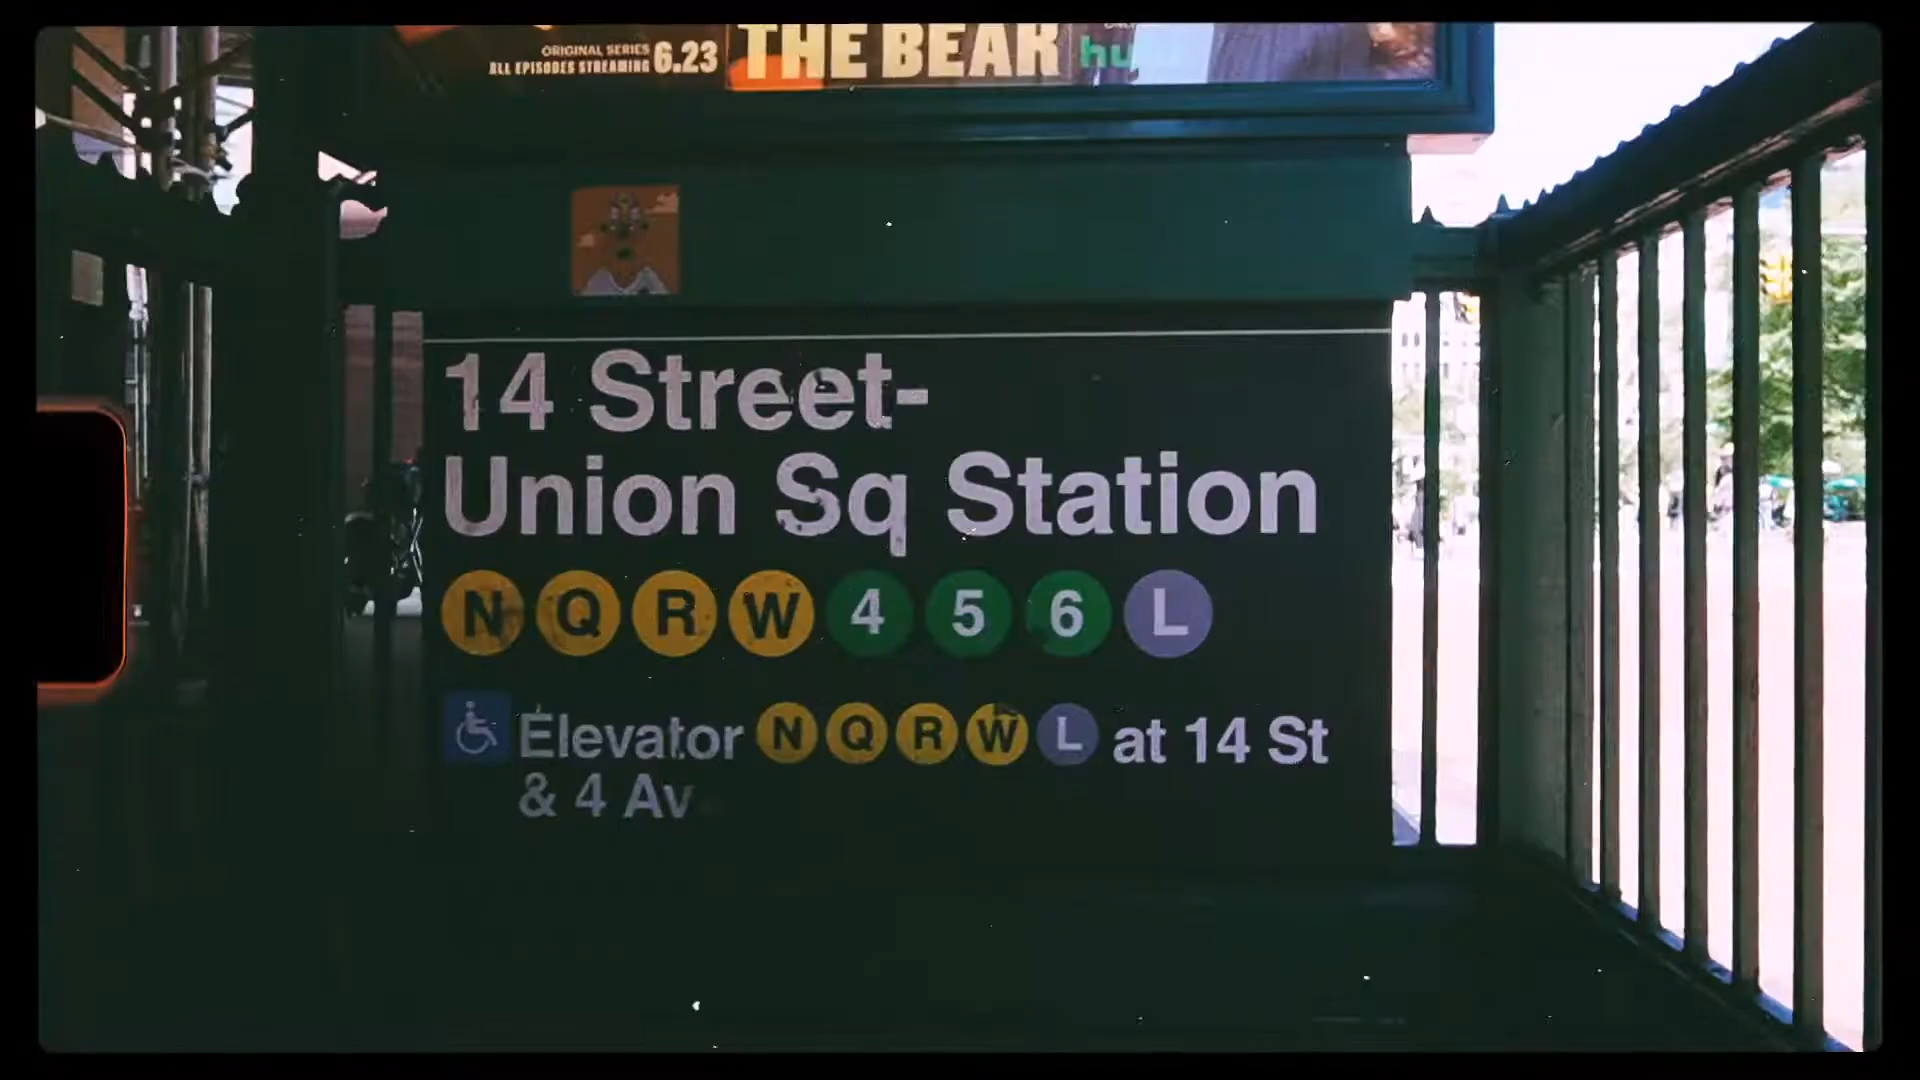 ORIGINAL SERIES
ALL EPISODES STREAMING 6.23 THE BEAR hu
14 Street-
Union Sq Station
N Q R W 4 5 6 L
Elevator N Q R W L at 14 St
& 4 Av